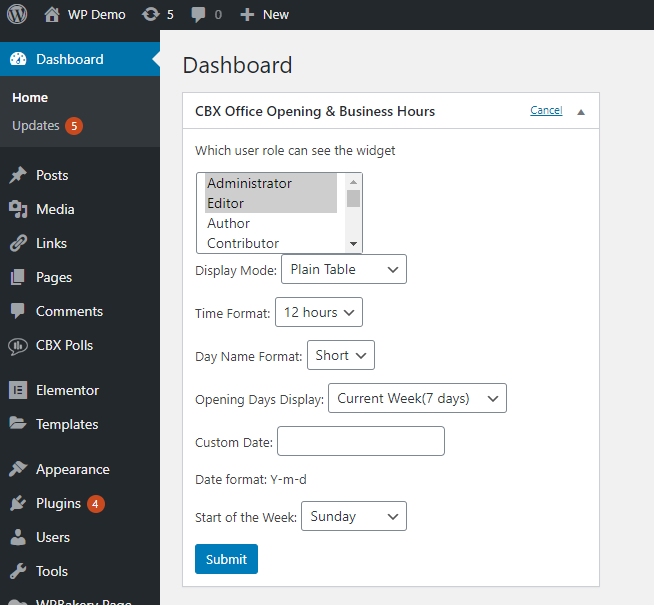 WP Demo 5 0 New
Dashboard
Home
Updates 5
Posts
Media
Links
Pages
Comments
CBX Polls
Elementor
Templates
Appearance
Plugins 4
Users
Tools
WPBakery Page
Dashboard
CBX Office Opening & Business Hours Cancel
Which user role can see the widget
Administrator
Editor
Author
Contributor
Display Mode: Plain Table
Time Format: 12 hours
Day Name Format: Short
Opening Days Display: Current Week(7 days)
Custom Date:
Date format: Y-m-d
Start of the Week: Sunday
Submit